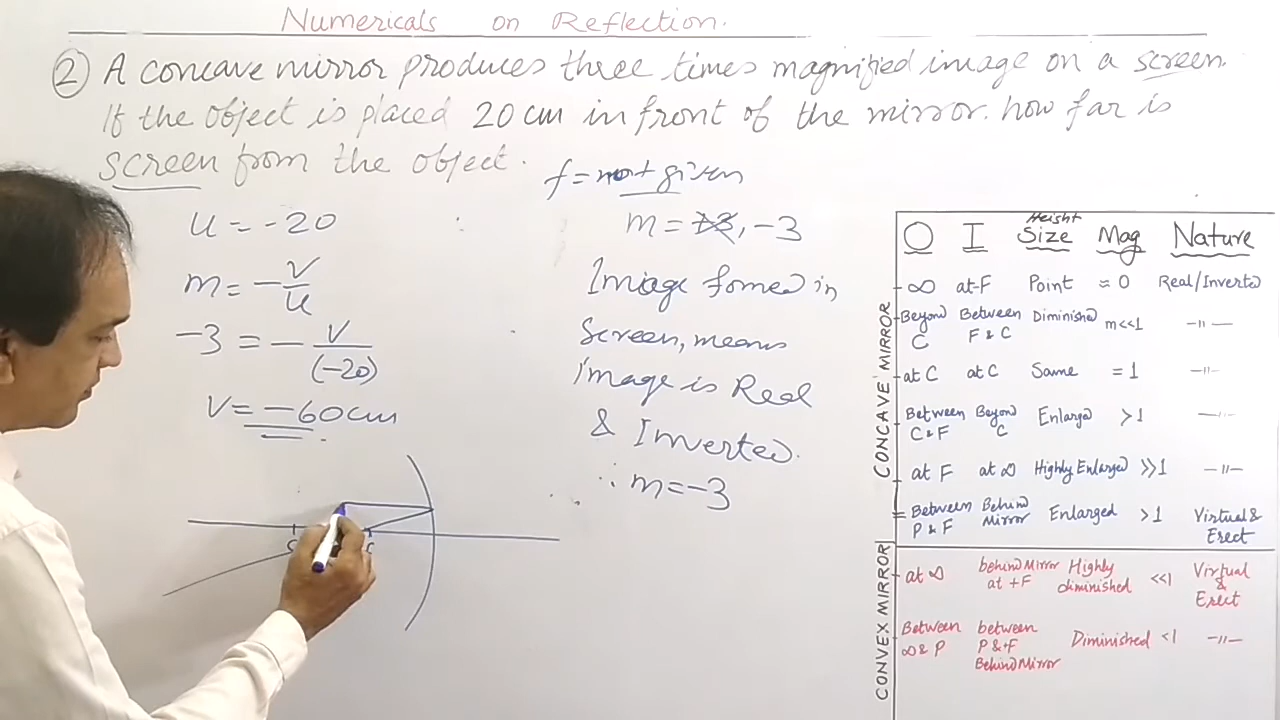 Numericals on Reflection.
② A concave mirror produces three times magnified image on a screen.
If the object is placed 20 cm in front of the mirror. how far is
screen from the object.
f = not given
u = -20
m = -v/u
-3 = - v/(-20)
v = -60cm
m = +3, -3
Image fomed in
Screen, means
image is Real
& Inverted.
∴ m = -3
O I Height Size Mag Nature
CONCAVE MIRROR
∞ at-F Point ≈ 0 Real/Inverted
Beyond C Between F & C Diminished m<<1 -"-
at C at C Same = 1 -"-
Between C & F Beyond C Enlarged >1 -"-
at F at ∞ Highly Enlarged >>1 -"-
Between P & F Behind Mirror Enlarged >1 Virtual & Erect
CONVEX MIRROR
at ∞ behind Mirror at +F Highly diminished <<1 Virtual & Erect
Between ∞ & P between P & +F Behind Mirror Diminished <1 -"-